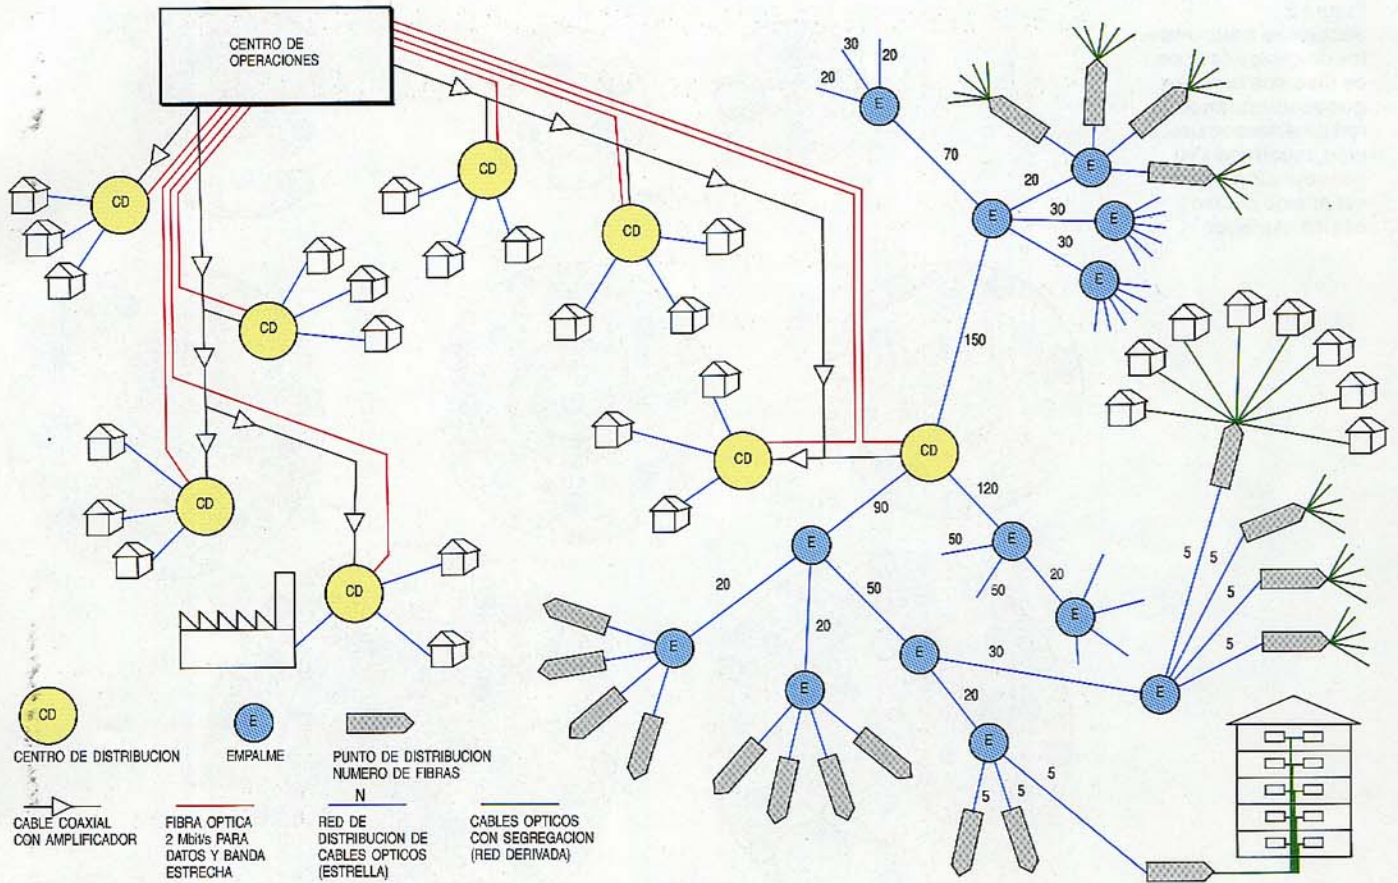 CENTRO DE
OPERACIONES
30
20
20
E
70
E
20
CD
CD
E
30
E
30
CD
E
CD
150
CD
CD
CD
120
90
E
50
E
CD
5
5
20
50
50
20
CD
20
E
5
E
E
30
5
E
E
E
20
CD
E
E
5
5
5
CENTRO DE DISTRIBUCION
EMPALME
PUNTO DE DISTRIBUCION
NUMERO DE FIBRAS
N
CABLE COAXIAL
CON AMPLIFICADOR
FIBRA OPTICA
2 Mbit/s PARA
DATOS Y BANDA
ESTRECHA
RED DE
DISTRIBUCION DE
CABLES OPTICOS
(ESTRELLA)
CABLES OPTICOS
CON SEGREGACION
(RED DERIVADA)